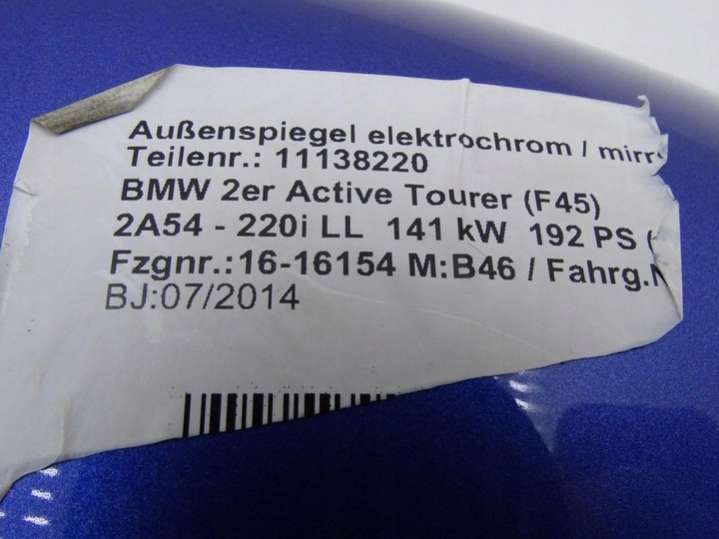 Außenspiegel elektrochrom / mirr
Teilenr.: 11138220
BMW 2er Active Tourer (F45)
2A54 - 220i LL 141 kW 192 PS (
Fzgnr.:16-16154 M:B46 / Fahrg.N
BJ:07/2014